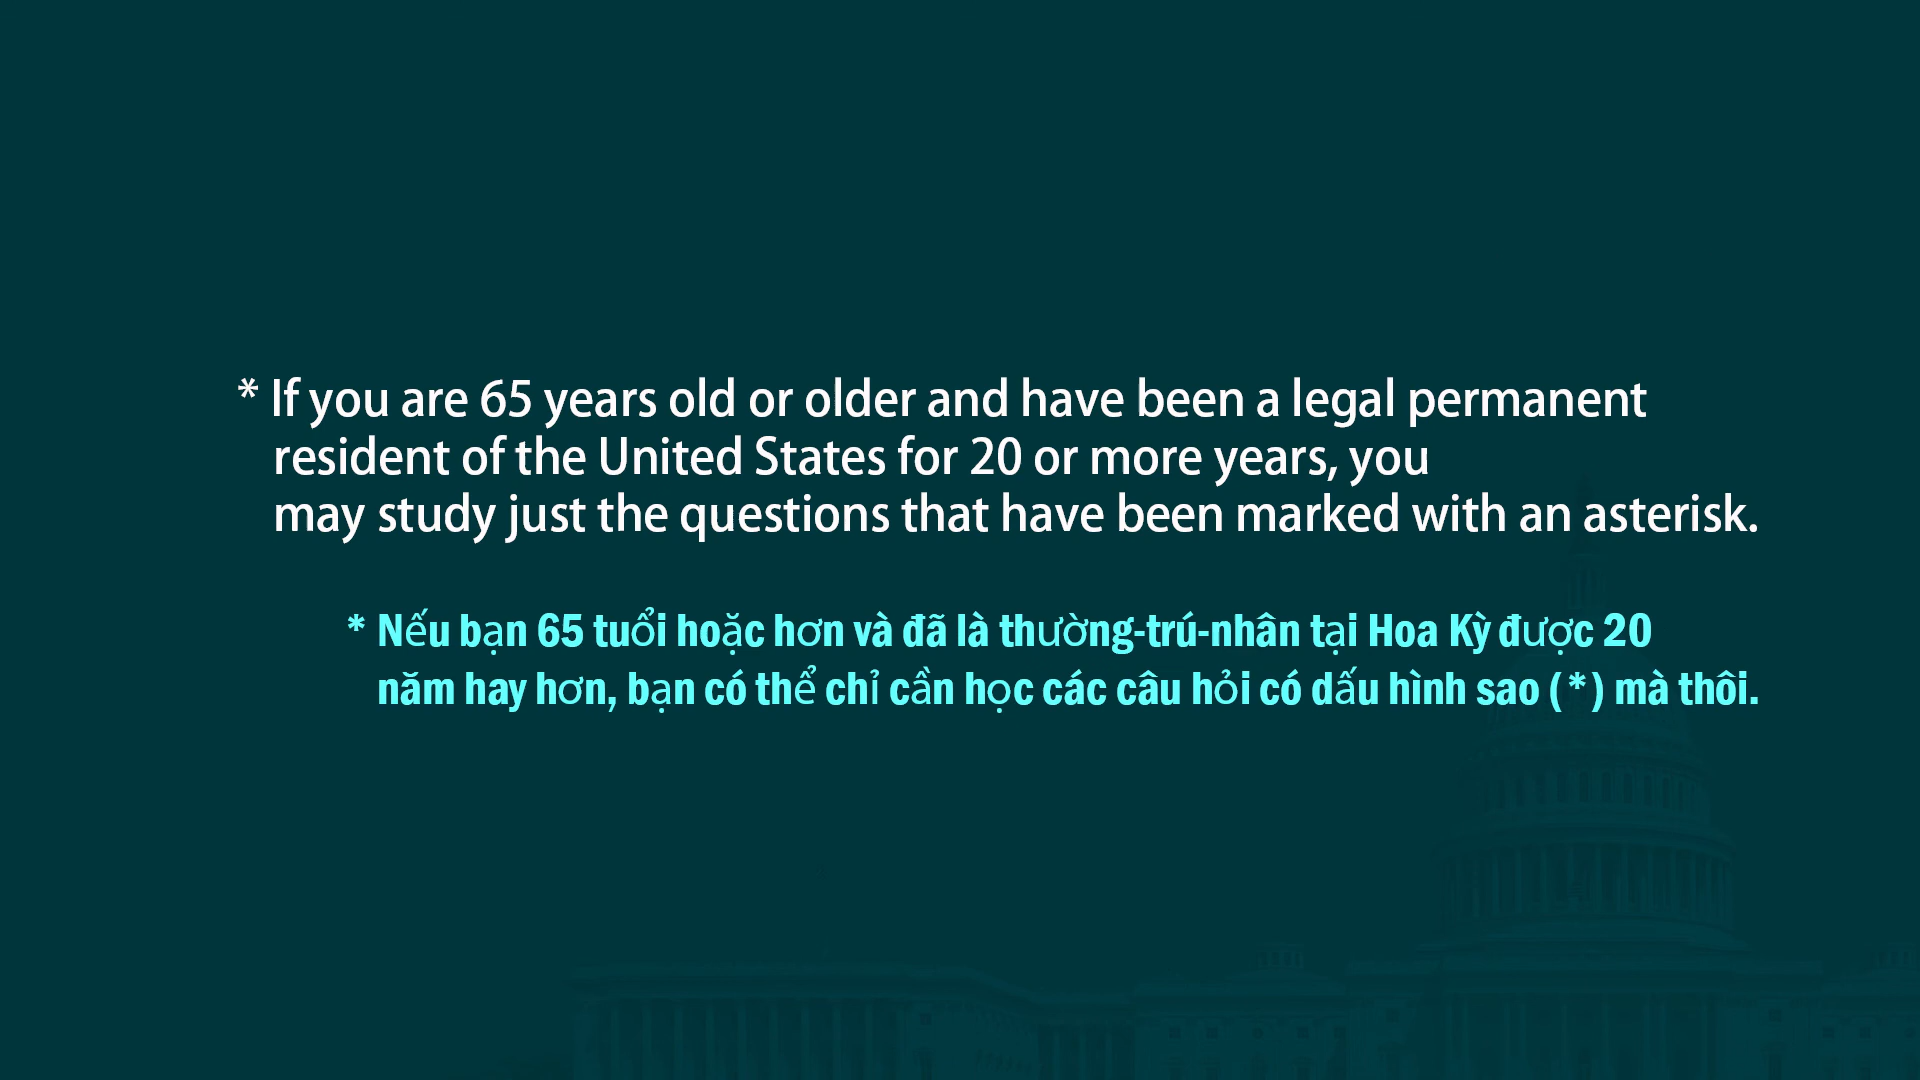 * If you are 65 years old or older and have been a legal permanent
resident of the United States for 20 or more years, you
may study just the questions that have been marked with an asterisk.
* Nếu bạn 65 tuổi hoặc hơn và đã là thường-trú-nhân tại Hoa Kỳ được 20
năm hay hơn, bạn có thể chỉ cần học các câu hỏi có dấu hình sao (*) mà thôi.